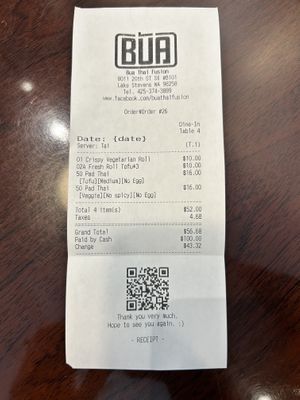 BUA
Bua Thai Fusion
8011 20th ST SE #B101
Lake Stevens WA 98258
Tel. 425-374-3889
www.facebook.com/buathaifusion
Order#Order #26
Dine-In
Table 4
Date: {date}
Server: Tai (T.1)
01 Crispy Vegetarian Roll $10.00
02A Fresh Roll Tofu#3 $10.00
50 Pad Thai $16.00
[Tofu][Medium][No Egg]
50 Pad Thai $16.00
[Veggie][No spicy][No Egg]
Total 4 item(s) $52.00
Taxes 4.68
Grand Total $56.68
Paid by Cash $100.00
Change $43.32
Thank you very much.
Hope to see you again. :)
- RECEIPT -